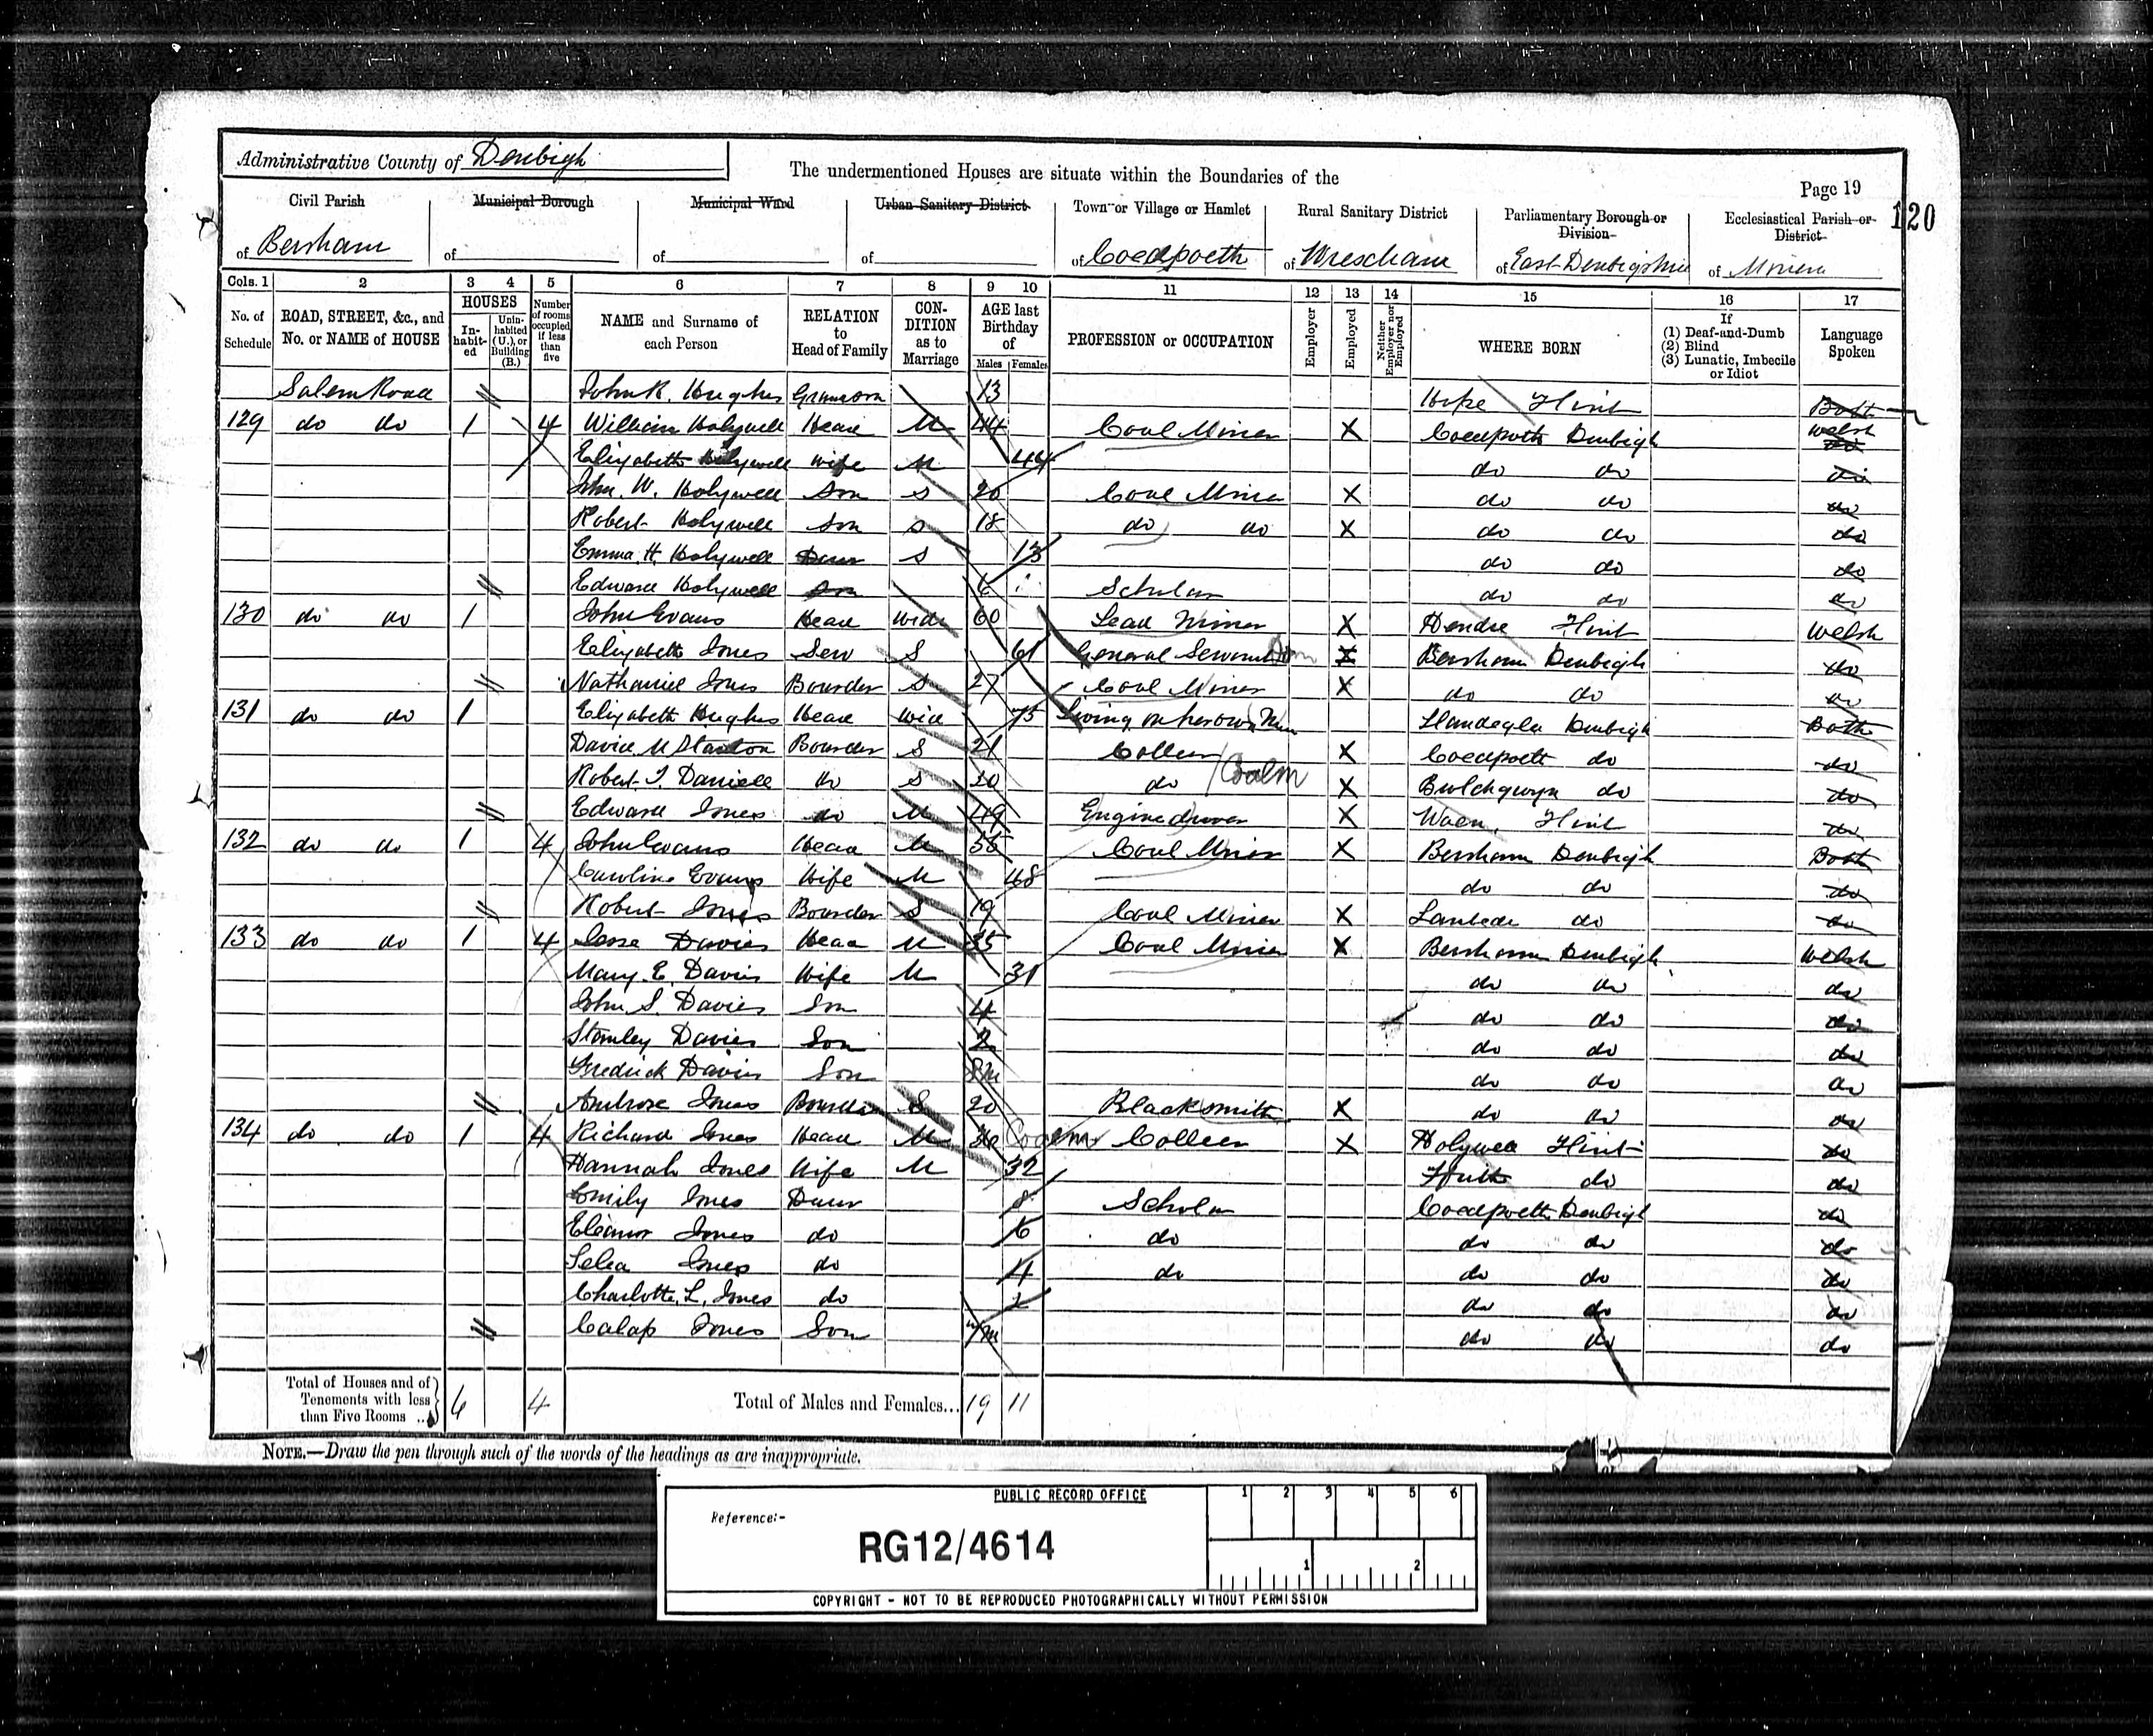 Administrative County of Denbigh
The undermentioned Houses are situate within the Boundaries of the
Page 19
120
Civil Parish
Municipal Borough
Municipal Ward
Urban Sanitary District
Town or Village or Hamlet
Rural Sanitary District
Parliamentary Borough or Division
Ecclesiastical Parish or District
of Bersham
of
of
of
of Coedpoeth
of Wrexham
of East Denbigshire
of Minera
Cols. 1 2 3 4 5 6 7 8 9 10 11 12 13 14 15 16 17
No. of Schedule
ROAD, STREET, &c., and No. or NAME of HOUSE
HOUSES
In-habit-ed
Unin-habited (U.), or Building (B.)
Number of rooms occupied if less than five
NAME and Surname of each Person
RELATION to Head of Family
CON-DITION as to Marriage
AGE last Birthday of
Males Females
PROFESSION or OCCUPATION
Employer
Employed
Neither Employer nor Employed
WHERE BORN
If (1) Deaf-and-Dumb (2) Blind (3) Lunatic, Imbecile or Idiot
Language Spoken
Salem Road John R. Hughes Grandson 13 Hope Flint Both
129 do do 1 4 William Holywell Head M 44 Coal Miner X Coedpoeth Denbigh Welsh
Elizabeth Holywell Wife M 44 do do do
John W. Holywell Son S 20 Coal Miner X do do do
Robert Holywell Son S 18 do do X do do do
Emma H. Holywell Daur S 13 do do do
Edward Holywell Son 6 Scholar do do do
130 do do 1 John Evans Head Widr 60 Lead Miner X Hendre Flint Welsh
Elizabeth Jones Serv S 61 General Servant Dom X Bersham Denbigh do
Nathaniel Jones Boarder S 27 Coal Miner X do do do
131 do do 1 Elizabeth Hughes Head Wid 75 Living on her own Llandegla Denbigh Both
David M Boarder S 21 Collier X Coedpoeth do do
Robert T. Daniell do S 20 do Coalm X Bwlchgwyn do do
Edward Jones do M 49 Engine driver X Waen, Flint do
132 do do 1 4 John Evans Head M 56 Coal Miner X Bersham Denbigh Both
Caroline Evans Wife M 48 do do do
Robert Jones Boarder S 19 Coal Miner X do do
133 do do 1 4 Jesse Davies Head M 35 Coal Miner X Bersham Denbigh Welsh
Mary E. Davies Wife M 31 do do do
John S. Davies Son 4 do do do
Stanley Davies Son 2 do do do
Fredrick Davies Son 8m do do do
Ambrose Jones Boarder S 20 Blacksmith X do do do
134 do do 1 4 Richard Jones Head M Coalm Collier X Holywell Flint do
Hannah Jones Wife M 32 do do
Emily Jones Daur 8 Scholar Coedpoeth Denbigh do
Eleanor Jones do 6 do do do do
Selea Jones do 4 do do do do
Charlotte L. Jones do 2 do do do
Calap Jones Son 7m do do do
Total of Houses and of Tenements with less than Five Rooms .. 6 4 Total of Males and Females... 19 11
NOTE.—Draw the pen through such of the words of the headings as are inappropriate.
PUBLIC RECORD OFFICE
1 2 3 4 5 6
Reference:-
RG12/4614
1 2
COPYRIGHT - NOT TO BE REPRODUCED PHOTOGRAPHICALLY WITHOUT PERMISSION